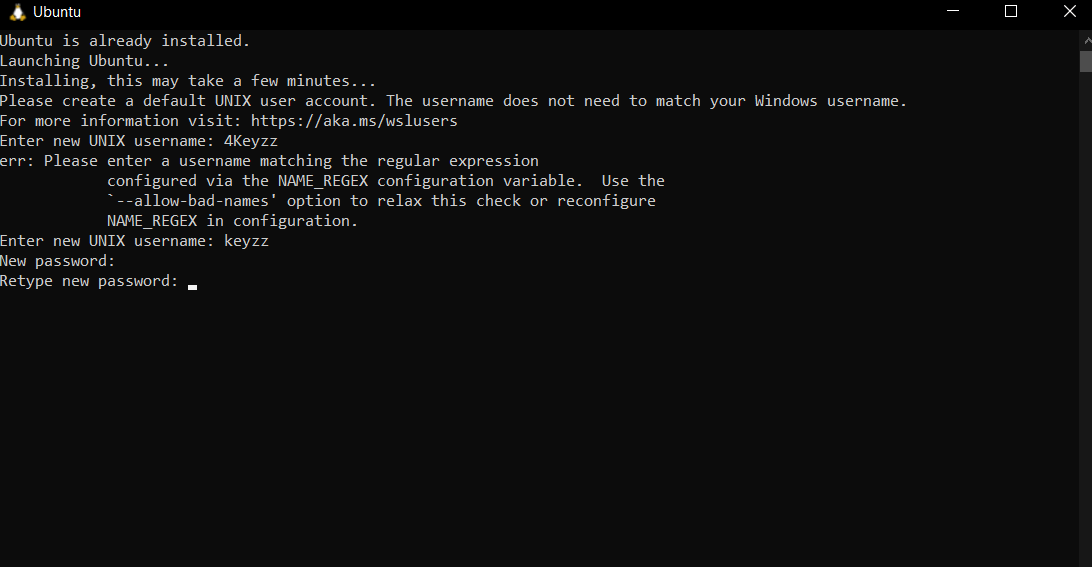 Ubuntu
Ubuntu is already installed.
Launching Ubuntu...
Installing, this may take a few minutes...
Please create a default UNIX user account. The username does not need to match your Windows username.
For more information visit: https://aka.ms/wslusers
Enter new UNIX username: 4Keyzz
err: Please enter a username matching the regular expression
configured via the NAME_REGEX configuration variable.  Use the
`--allow-bad-names' option to relax this check or reconfigure
NAME_REGEX in configuration.
Enter new UNIX username: keyzz
New password:
Retype new password: